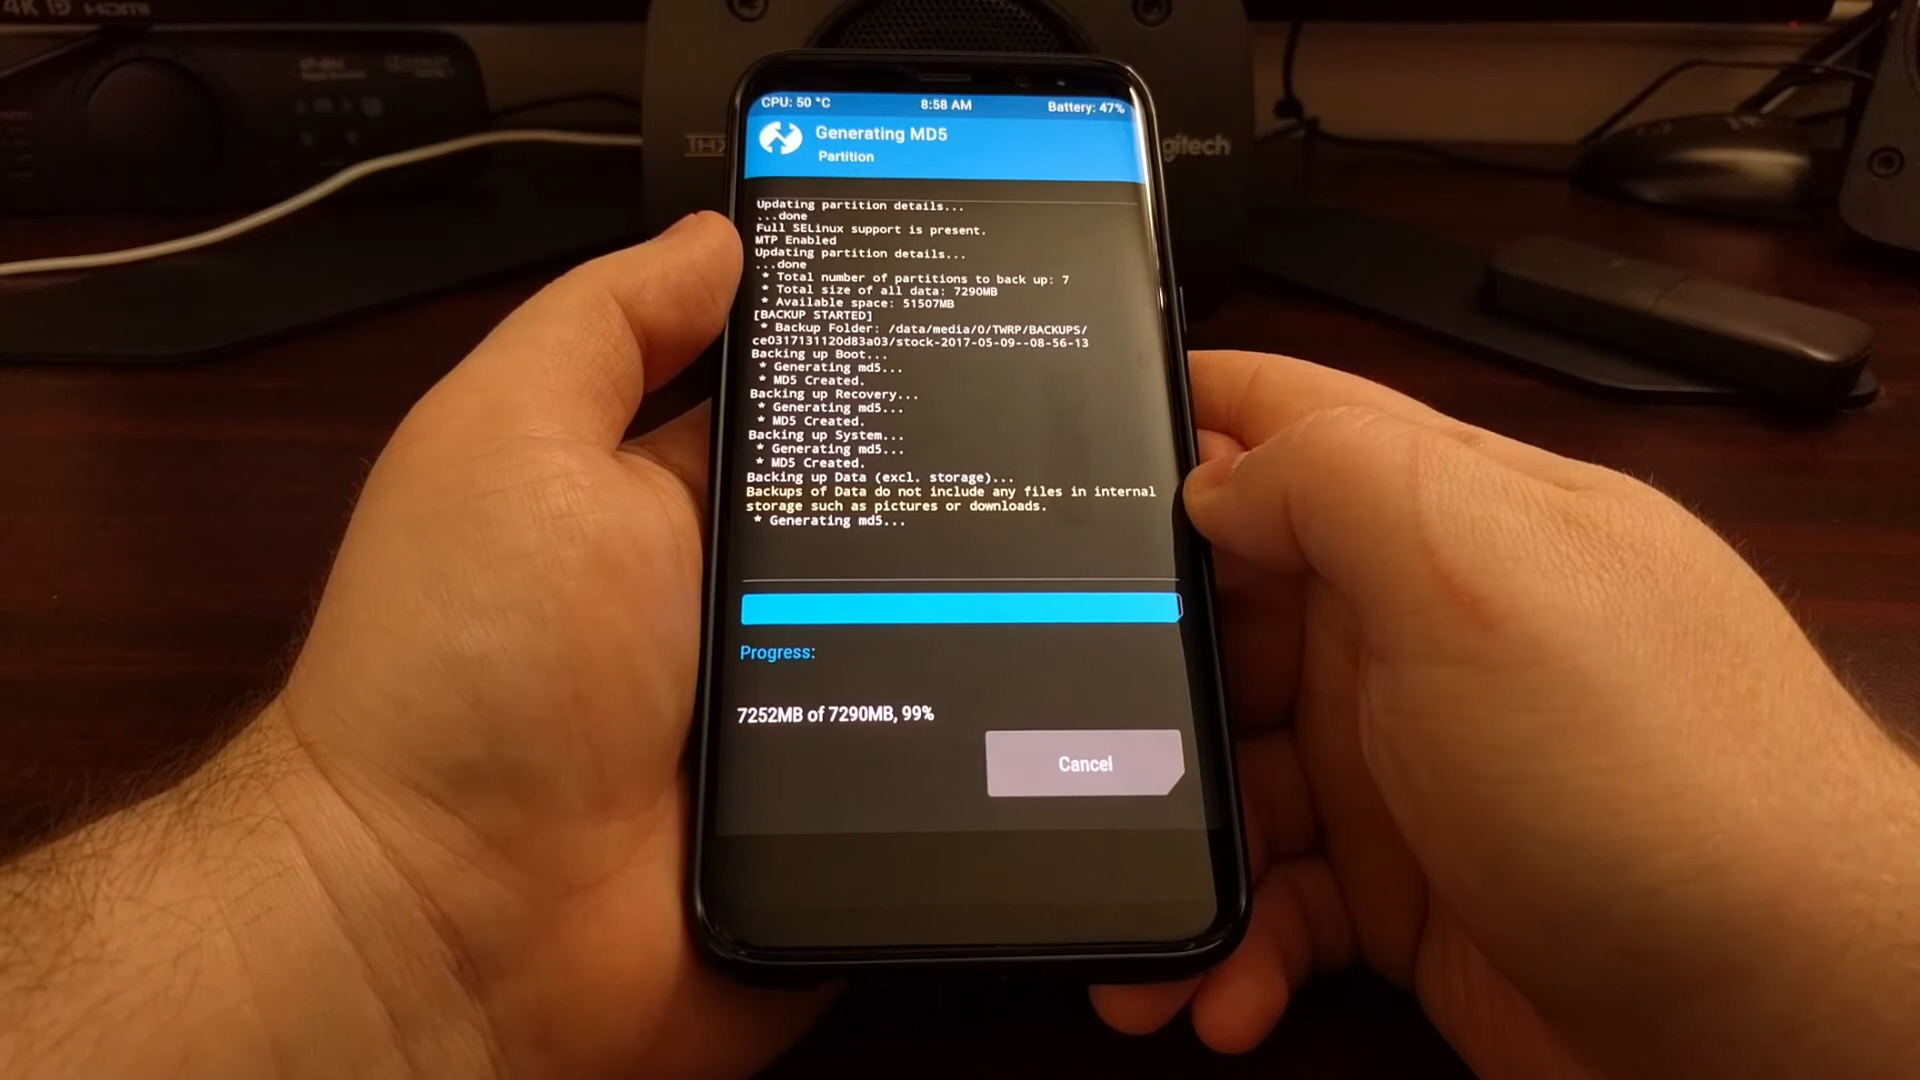 4K HDMI
THX
gitech
CPU: 50 °C 8:58 AM Battery: 47%
Generating MD5
Partition
Updating partition details...
...done
Full SELinux support is present.
MTP Enabled
Updating partition details...
...done
* Total number of partitions to back up: 7
* Total size of all data: 7290MB
* Available space: 51507MB
[BACKUP STARTED]
* Backup Folder: /data/media/0/TWRP/BACKUPS/
ce0317131120d83a03/stock-2017-05-09--08-56-13
Backing up Boot...
* Generating md5...
* MD5 Created.
Backing up Recovery...
* Generating md5...
* MD5 Created.
Backing up System...
* Generating md5...
* MD5 Created.
Backing up Data (excl. storage)...
Backups of Data do not include any files in internal
storage such as pictures or downloads.
* Generating md5...
Progress:
7252MB of 7290MB, 99%
Cancel